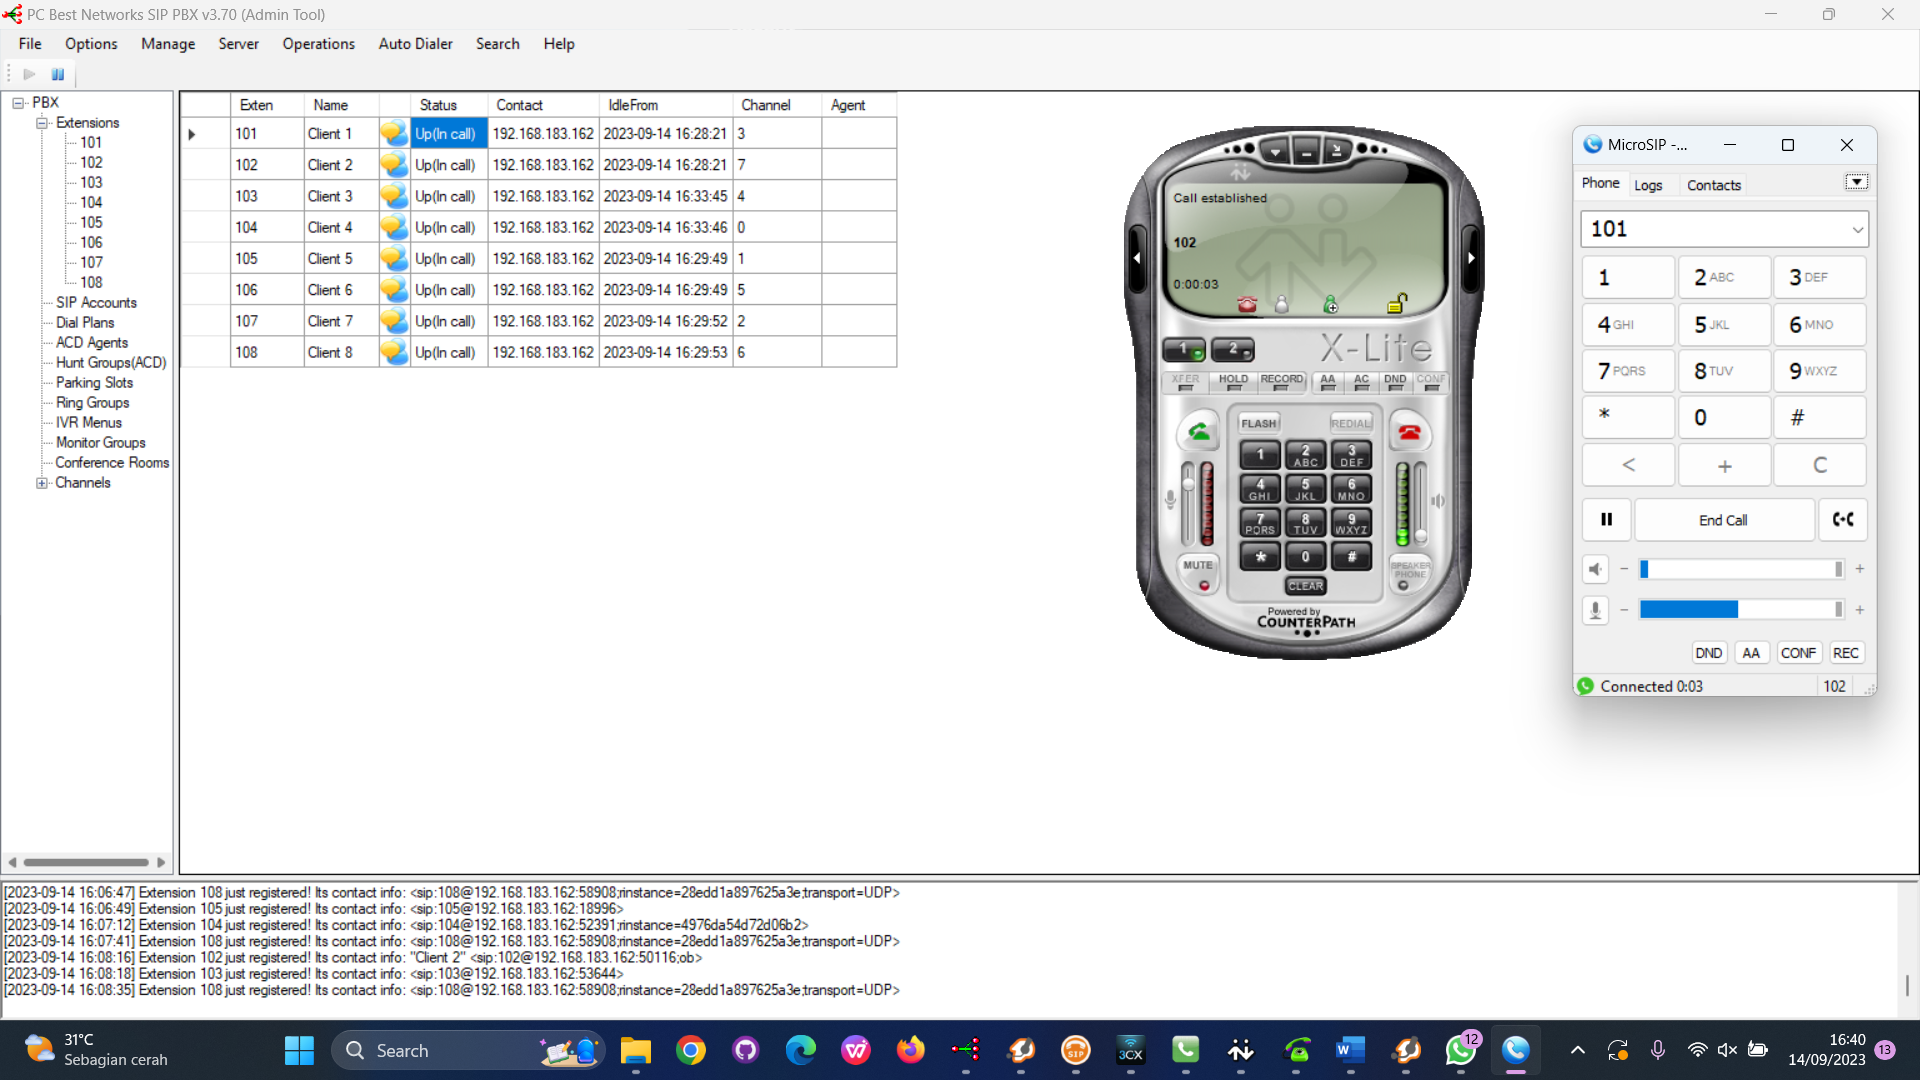 PC Best Networks SIP PBX v3.70 (Admin Tool)
File Options Manage Server Operations Auto Dialer Search Help
PBX
Extensions
101
102
103
104
105
106
107
108
SIP Accounts
Dial Plans
ACD Agents
Hunt Groups(ACD)
Parking Slots
Ring Groups
IVR Menus
Monitor Groups
Conference Rooms
Channels
Exten Name Status Contact IdleFrom Channel Agent
101 Client 1 Up(In call) 192.168.183.162 2023-09-14 16:28:21 3
102 Client 2 Up(In call) 192.168.183.162 2023-09-14 16:28:21 7
103 Client 3 Up(In call) 192.168.183.162 2023-09-14 16:33:45 4
104 Client 4 Up(In call) 192.168.183.162 2023-09-14 16:33:46 0
105 Client 5 Up(In call) 192.168.183.162 2023-09-14 16:29:49 1
106 Client 6 Up(In call) 192.168.183.162 2023-09-14 16:29:49 5
107 Client 7 Up(In call) 192.168.183.162 2023-09-14 16:29:52 2
108 Client 8 Up(In call) 192.168.183.162 2023-09-14 16:29:53 6
Call established
102
0:00:03
1 2 X-Lite
XFER HOLD RECORD AA AC DND CONF
FLASH REDIAL
1 2 ABC 3 DEF
4 GHI 5 JKL 6 MNO
7 PQRS 8 TUV 9 WXYZ
* 0 #
MUTE CLEAR SPEAKER PHONE
Powered by
COUNTERPATH
MicroSIP -...
Phone Logs Contacts
101
1 2 ABC 3 DEF
4 GHI 5 JKL 6 MNO
7 PQRS 8 TUV 9 WXYZ
* 0 #
< + C
End Call
− +
− +
DND AA CONF REC
Connected 0:03 102
[2023-09-14 16:06:47] Extension 108 just registered! Its contact info: <sip:108@192.168.183.162:58908;rinstance=28edd1a897625a3e;transport=UDP>
[2023-09-14 16:06:49] Extension 105 just registered! Its contact info: <sip:105@192.168.183.162:18996>
[2023-09-14 16:07:12] Extension 104 just registered! Its contact info: <sip:104@192.168.183.162:52391;rinstance=4976da54d72d06b2>
[2023-09-14 16:07:41] Extension 108 just registered! Its contact info: <sip:108@192.168.183.162:58908;rinstance=28edd1a897625a3e;transport=UDP>
[2023-09-14 16:08:16] Extension 102 just registered! Its contact info: "Client 2" <sip:102@192.168.183.162:50116;ob>
[2023-09-14 16:08:18] Extension 103 just registered! Its contact info: <sip:103@192.168.183.162:53644>
[2023-09-14 16:08:35] Extension 108 just registered! Its contact info: <sip:108@192.168.183.162:58908;rinstance=28edd1a897625a3e;transport=UDP>
31°C
Sebagian cerah
Search
SIP
3CX
W
12
16:40
14/09/2023
13